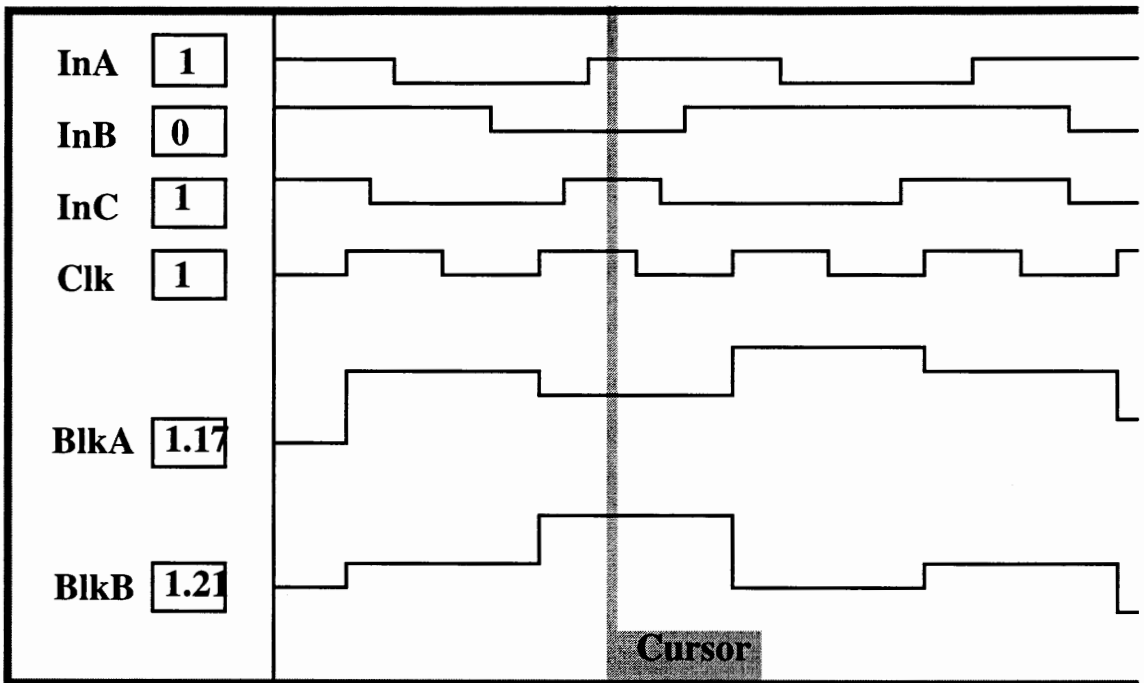 InA 1
InB 0
InC 1
Clk 1
BlkA 1.17
BlkB 1.21
Cursor